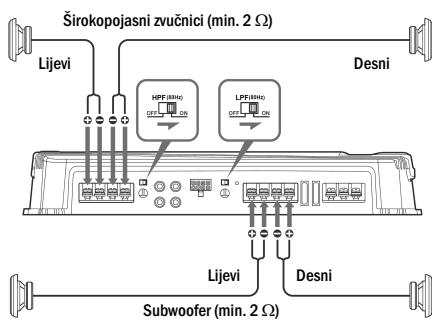 Širokopojasni zvučnici (min. 2 Ω)
Lijevi
Desni
HPF(80Hz)
OFF ON
LPF(80Hz)
OFF ON
Lijevi
Desni
Subwoofer (min. 2 Ω)